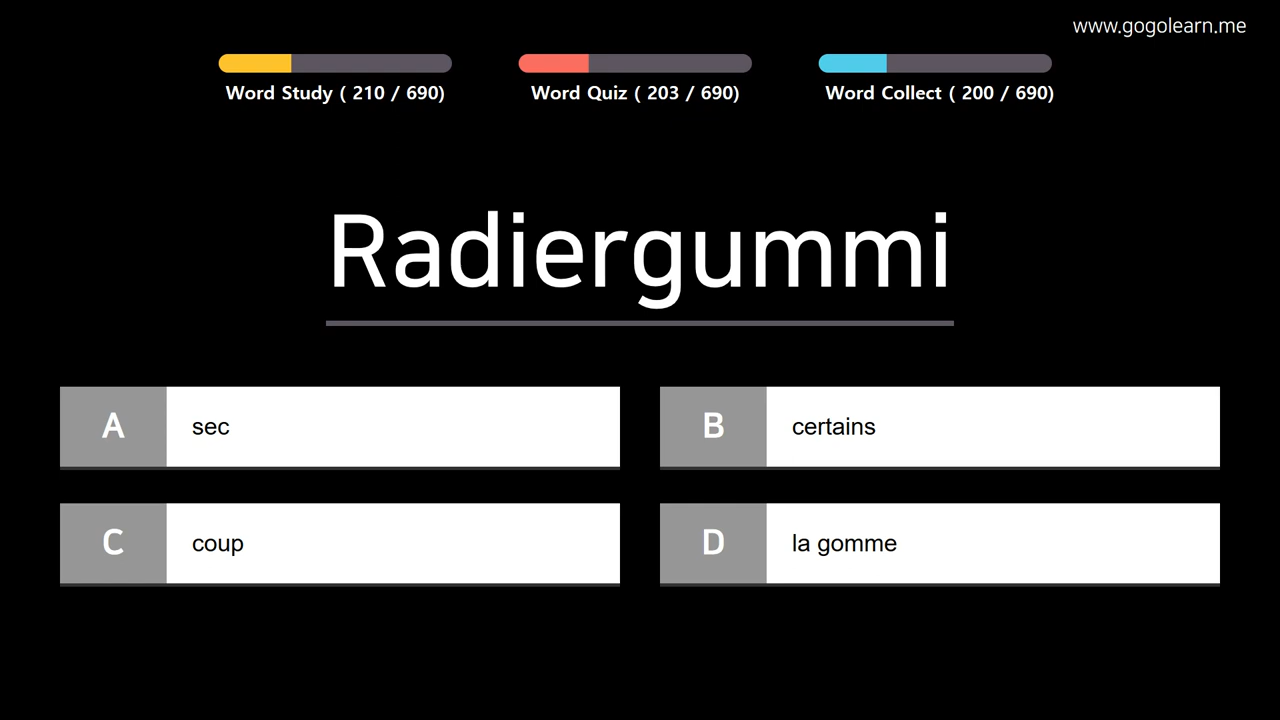 www.gogolearn.me
Word Study ( 210 / 690)
Word Quiz ( 203 / 690)
Word Collect ( 200 / 690)
Radiergummi
A sec
B certains
C coup
D la gomme